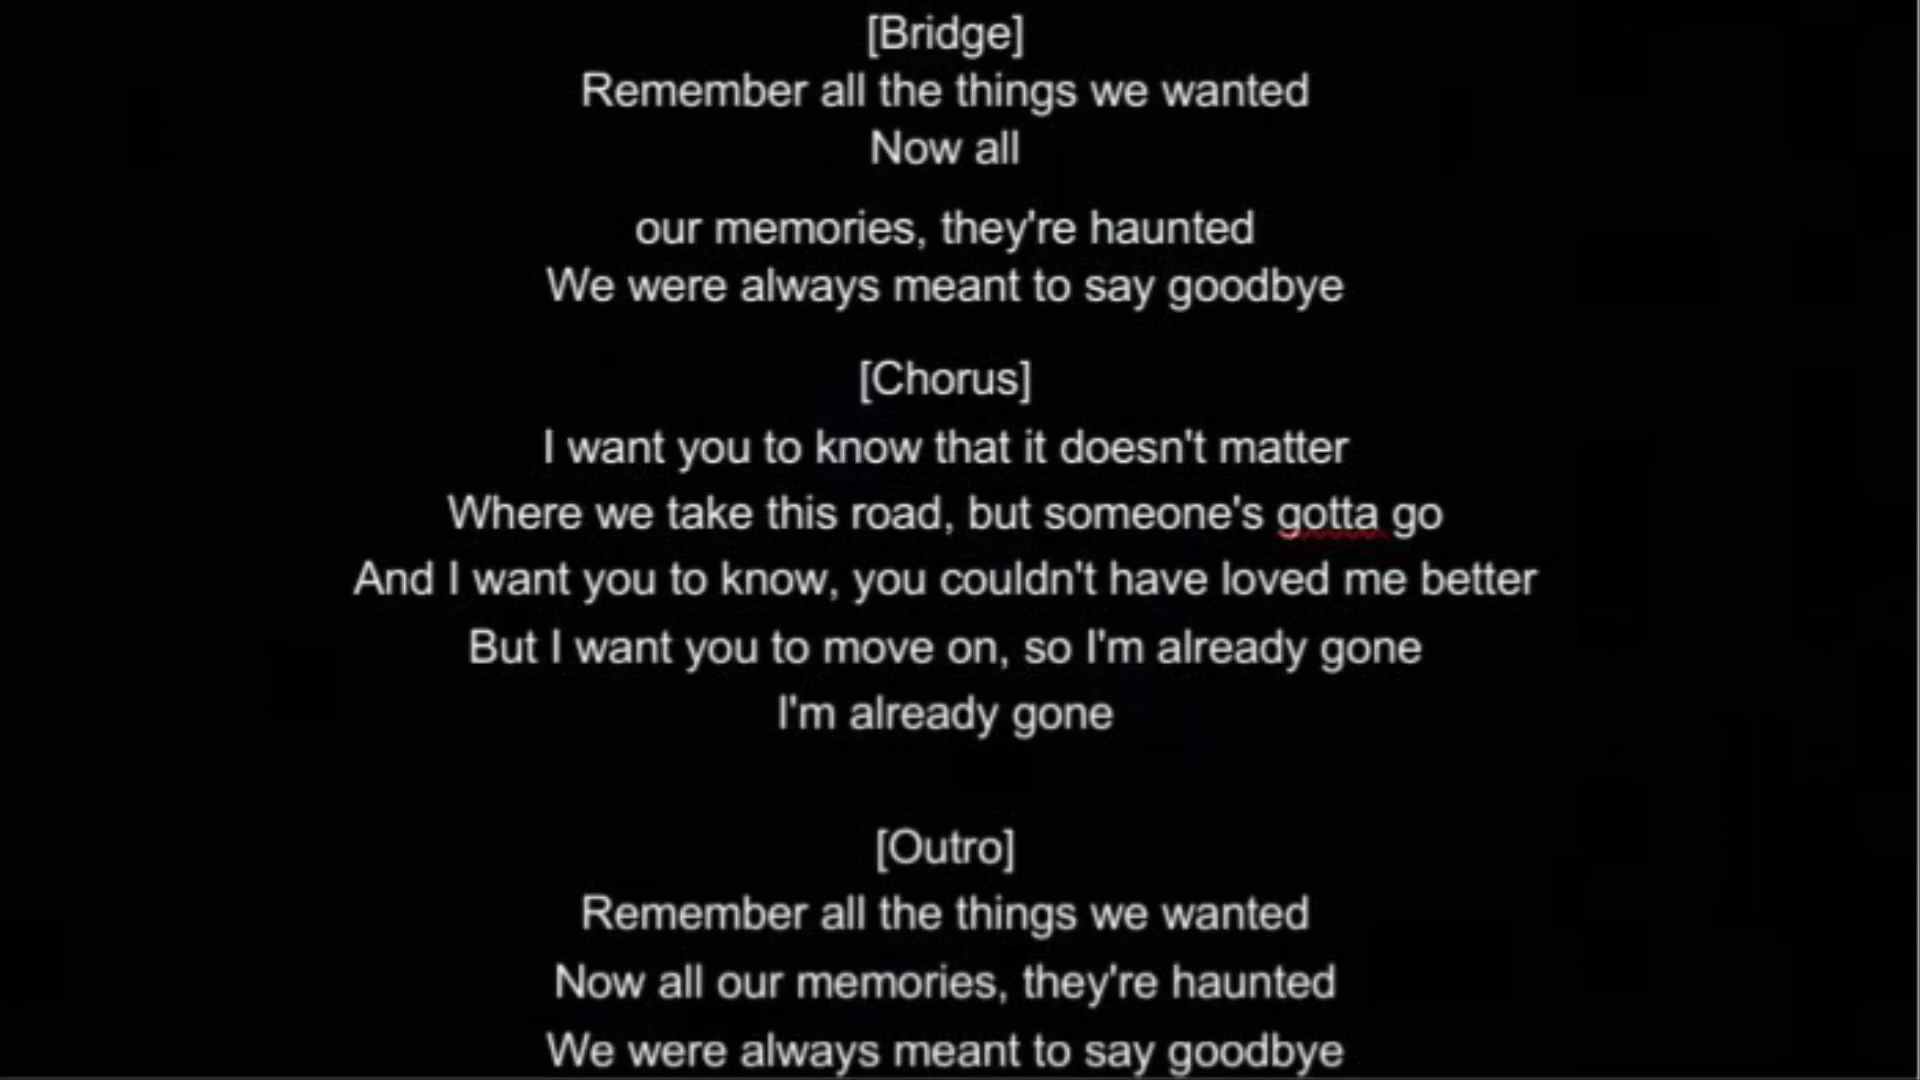 [Bridge]
Remember all the things we wanted
Now all
our memories, they're haunted
We were always meant to say goodbye
[Chorus]
I want you to know that it doesn't matter
Where we take this road, but someone's gotta go
And I want you to know, you couldn't have loved me better
But I want you to move on, so I'm already gone
I'm already gone
[Outro]
Remember all the things we wanted
Now all our memories, they're haunted
We were always meant to say goodbye